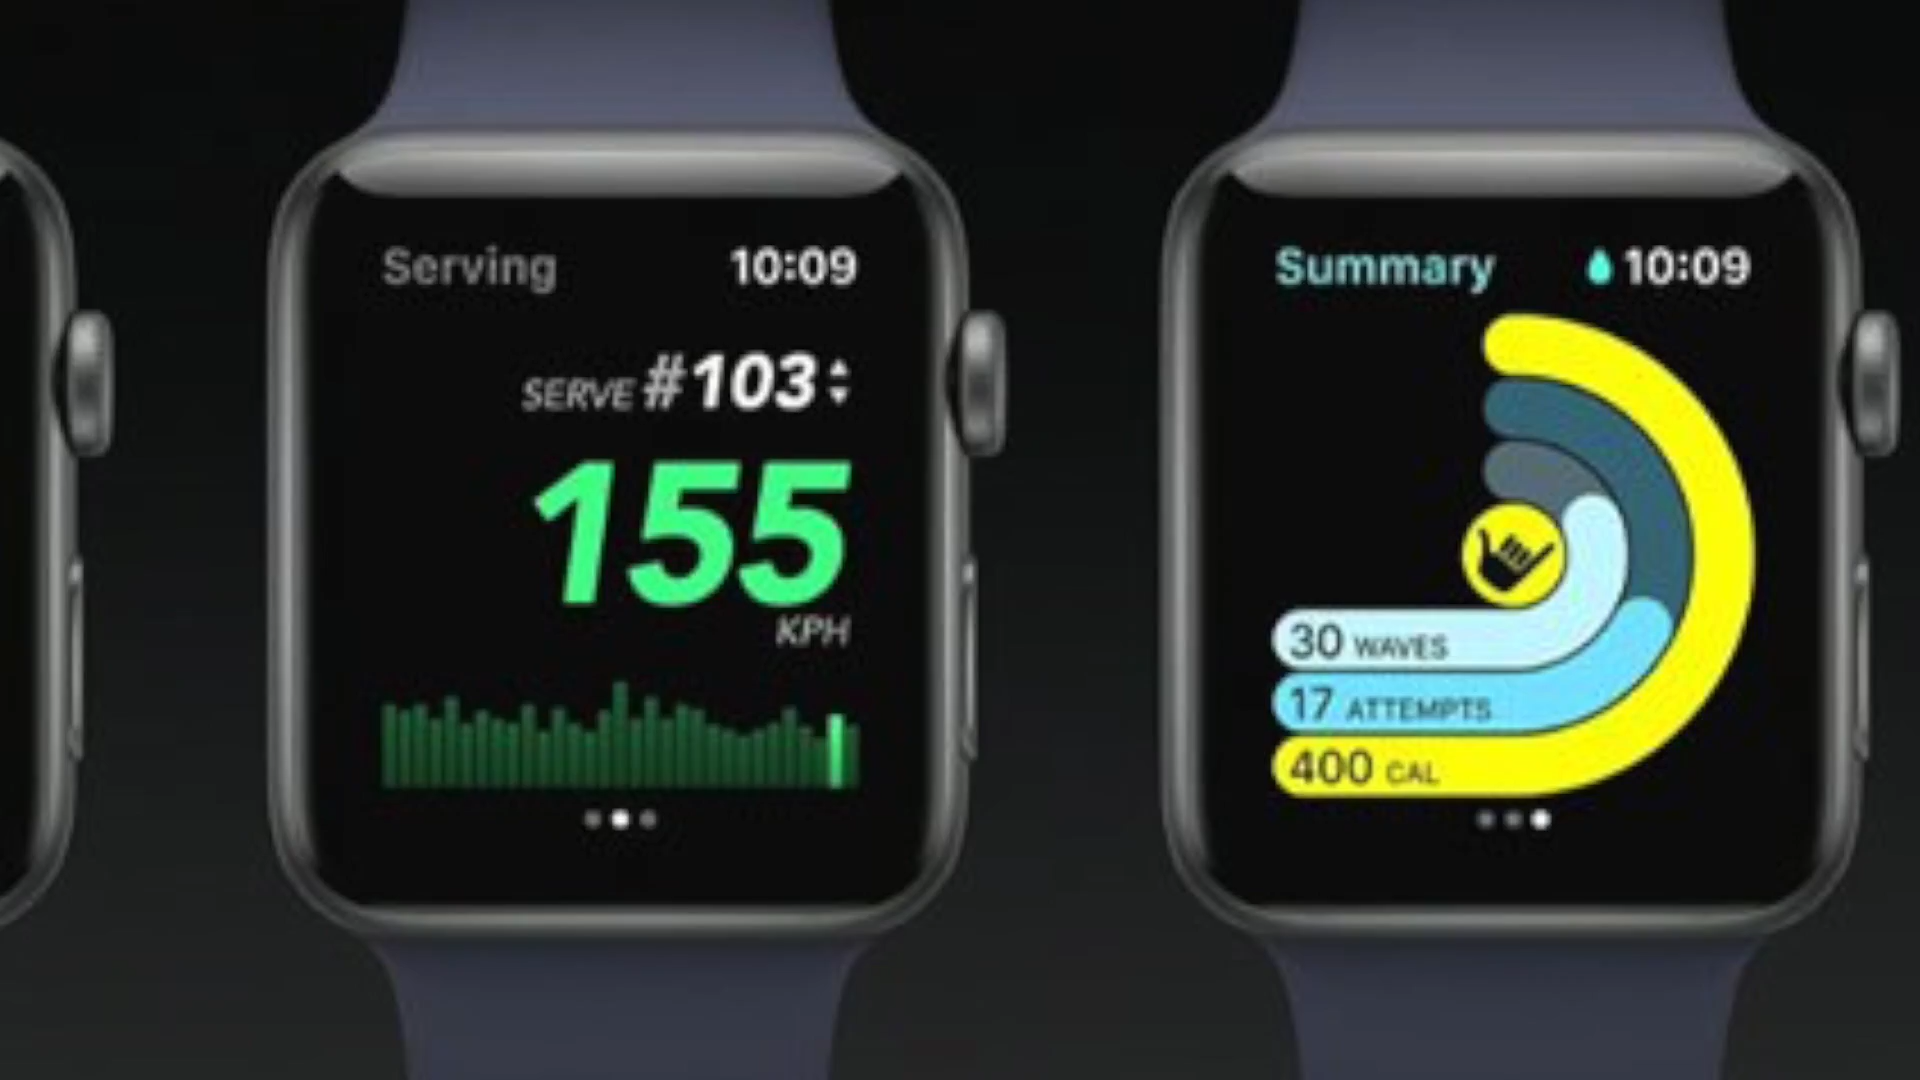 Serving 10:09
SERVE #103
155
KPH
Summary 10:09
30 WAVES
17 ATTEMPTS
400 CAL